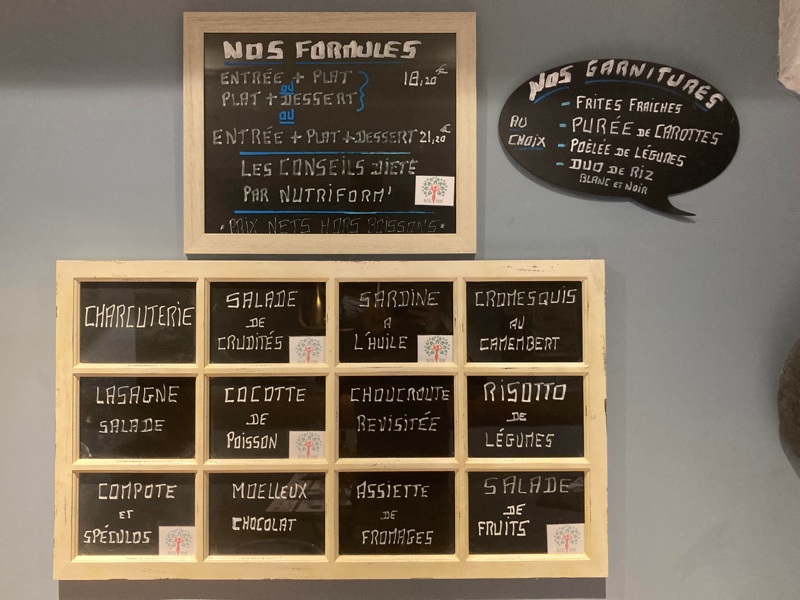 NOS FORMULES
ENTRÉE + PLAT
OU
PLAT + DESSERT
18,20€
OU
ENTRÉE + PLAT + DESSERT 21,20€
LES CONSEILS DIETÉ
PAR NUTRIFORM'
* PRIX NETS HORS BOISSONS *
NOS GARNITURES
AU CHOIX
- FRITES FRAICHES
- PURÉE DE CAROTTES
- POÊLÉE DE LÉGUMES
- DUO DE RIZ
BLANC ET NOIR
CHARCUTERIE
SALADE
DE
CRUDITÉS
SARDINE
A
L'HUILE
CROMESQUIS
AU
CAMEMBERT
LASAGNE
SALADE
COCOTTE
DE
POISSON
CHOUCROUTE
REVISITÉE
RISOTTO
DE
LÉGUMES
COMPOTE
ET
SPÉCULOS
MOELLEUX
CHOCOLAT
ASSIETTE
DE
FROMAGES
SALADE
DE
FRUITS